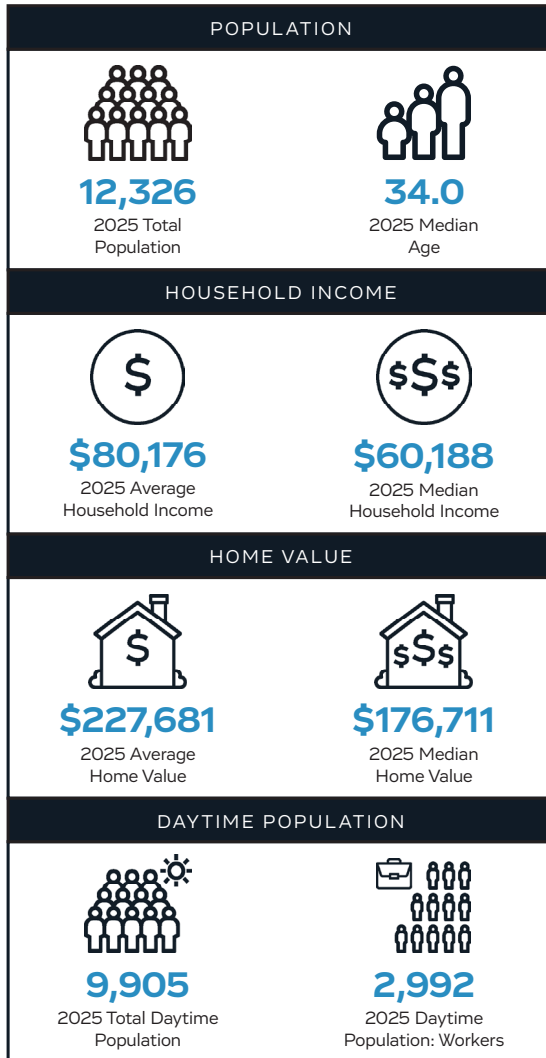 POPULATION
12,326
2025 Total
Population
34.0
2025 Median
Age
HOUSEHOLD INCOME
$
$80,176
2025 Average
Household Income
$$$
$60,188
2025 Median
Household Income
HOME VALUE
$
$227,681
2025 Average
Home Value
$$$
$176,711
2025 Median
Home Value
DAYTIME POPULATION
9,905
2025 Total Daytime
Population
2,992
2025 Daytime
Population: Workers